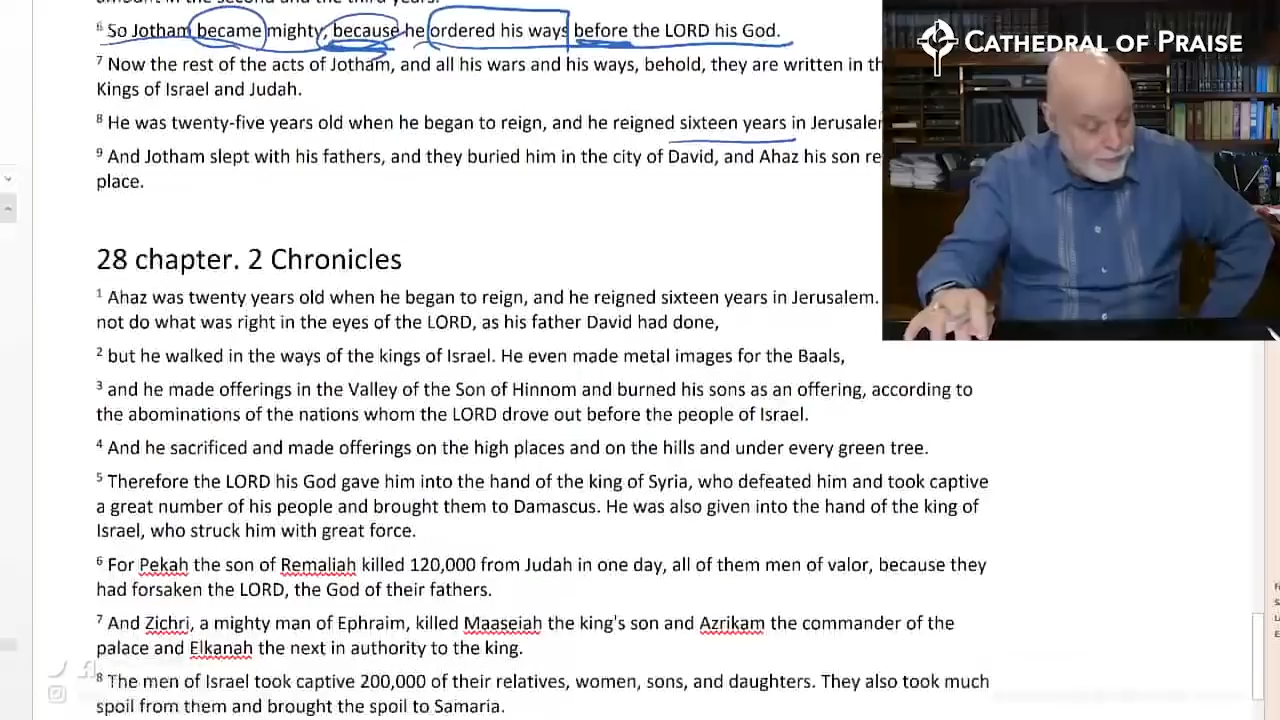 amount in the second and the third years.
⁶ So Jotham became mighty, because he ordered his ways before the LORD his God.
⁷ Now the rest of the acts of Jotham, and all his wars and his ways, behold, they are written in th
Kings of Israel and Judah.
⁸ He was twenty-five years old when he began to reign, and he reigned sixteen years in Jerusalem
⁹ And Jotham slept with his fathers, and they buried him in the city of David, and Ahaz his son re
place.
28 chapter. 2 Chronicles
¹ Ahaz was twenty years old when he began to reign, and he reigned sixteen years in Jerusalem.
not do what was right in the eyes of the LORD, as his father David had done,
² but he walked in the ways of the kings of Israel. He even made metal images for the Baals,
³ and he made offerings in the Valley of the Son of Hinnom and burned his sons as an offering, according to
the abominations of the nations whom the LORD drove out before the people of Israel.
⁴ And he sacrificed and made offerings on the high places and on the hills and under every green tree.
⁵ Therefore the LORD his God gave him into the hand of the king of Syria, who defeated him and took captive
a great number of his people and brought them to Damascus. He was also given into the hand of the king of
Israel, who struck him with great force.
⁶ For Pekah the son of Remaliah killed 120,000 from Judah in one day, all of them men of valor, because they
had forsaken the LORD, the God of their fathers.
⁷ And Zichri, a mighty man of Ephraim, killed Maaseiah the king's son and Azrikam the commander of the
palace and Elkanah the next in authority to the king.
⁸ The men of Israel took captive 200,000 of their relatives, women, sons, and daughters. They also took much
spoil from them and brought the spoil to Samaria.
CATHEDRAL OF PRAISE